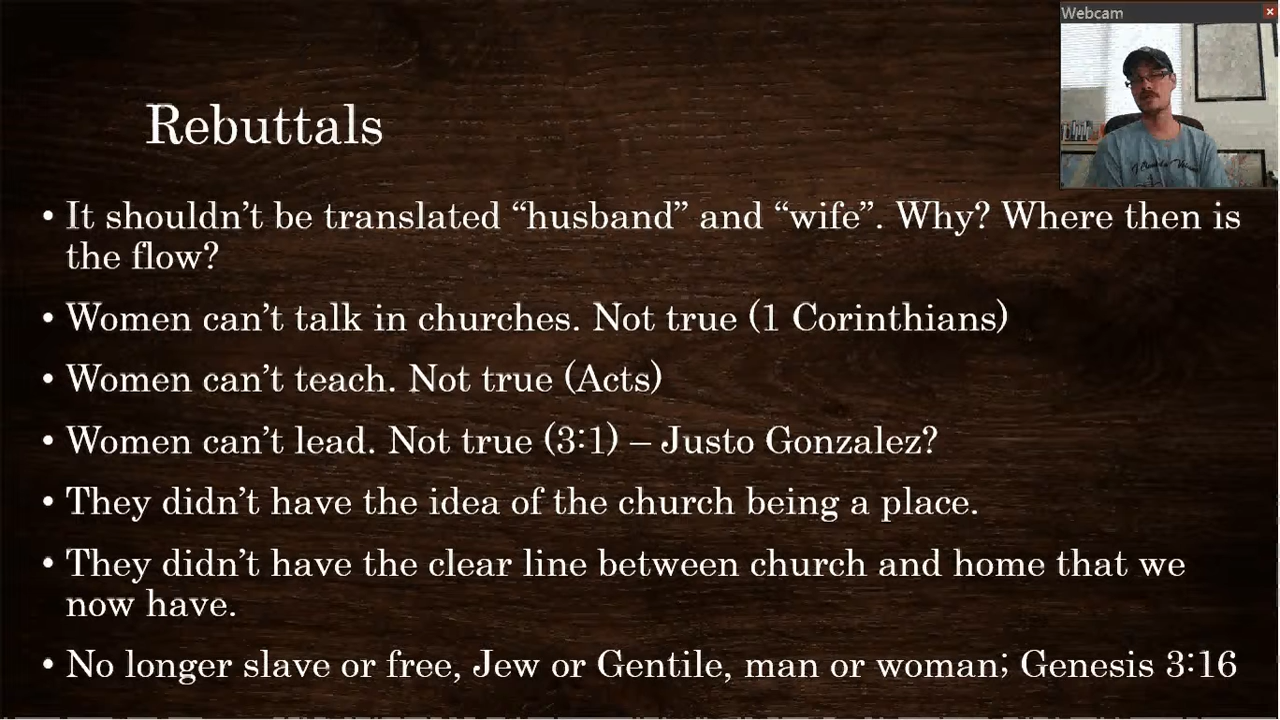 Webcam
Rebuttals
• It shouldn’t be translated “husband” and “wife”. Why? Where then is
the flow?
• Women can’t talk in churches. Not true (1 Corinthians)
• Women can’t teach. Not true (Acts)
• Women can’t lead. Not true (3:1) – Justo Gonzalez?
• They didn’t have the idea of the church being a place.
• They didn’t have the clear line between church and home that we
now have.
• No longer slave or free, Jew or Gentile, man or woman; Genesis 3:16